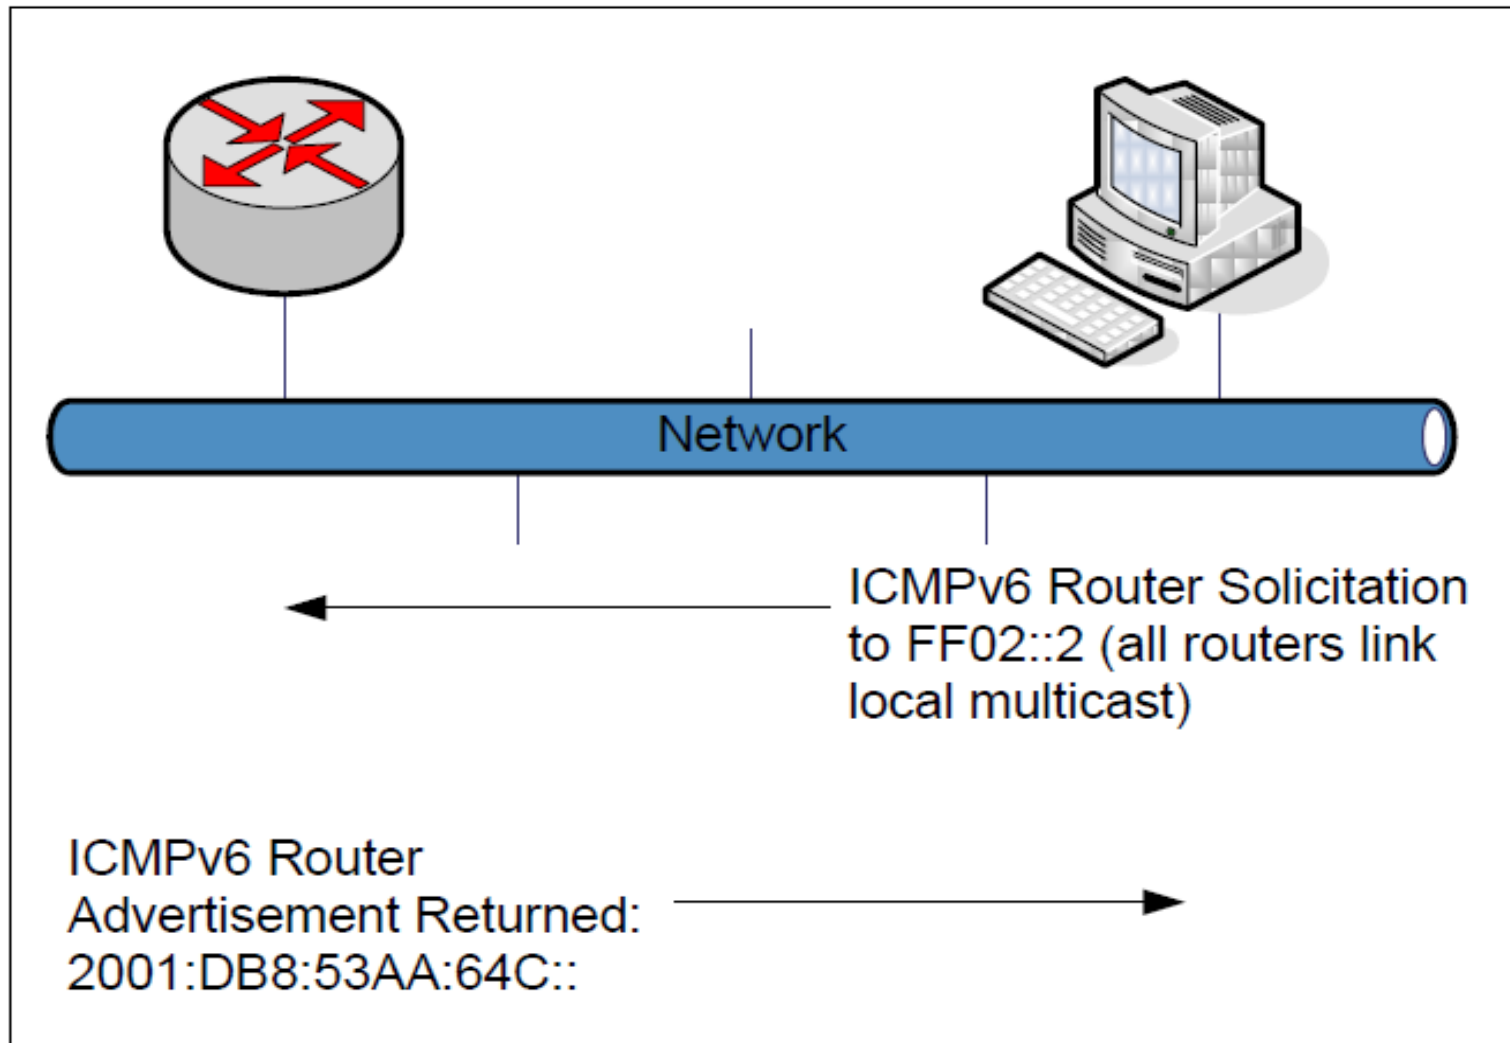 Network
ICMPv6 Router Solicitation
to FF02::2 (all routers link
local multicast)
ICMPv6 Router
Advertisement Returned:
2001:DB8:53AA:64C::